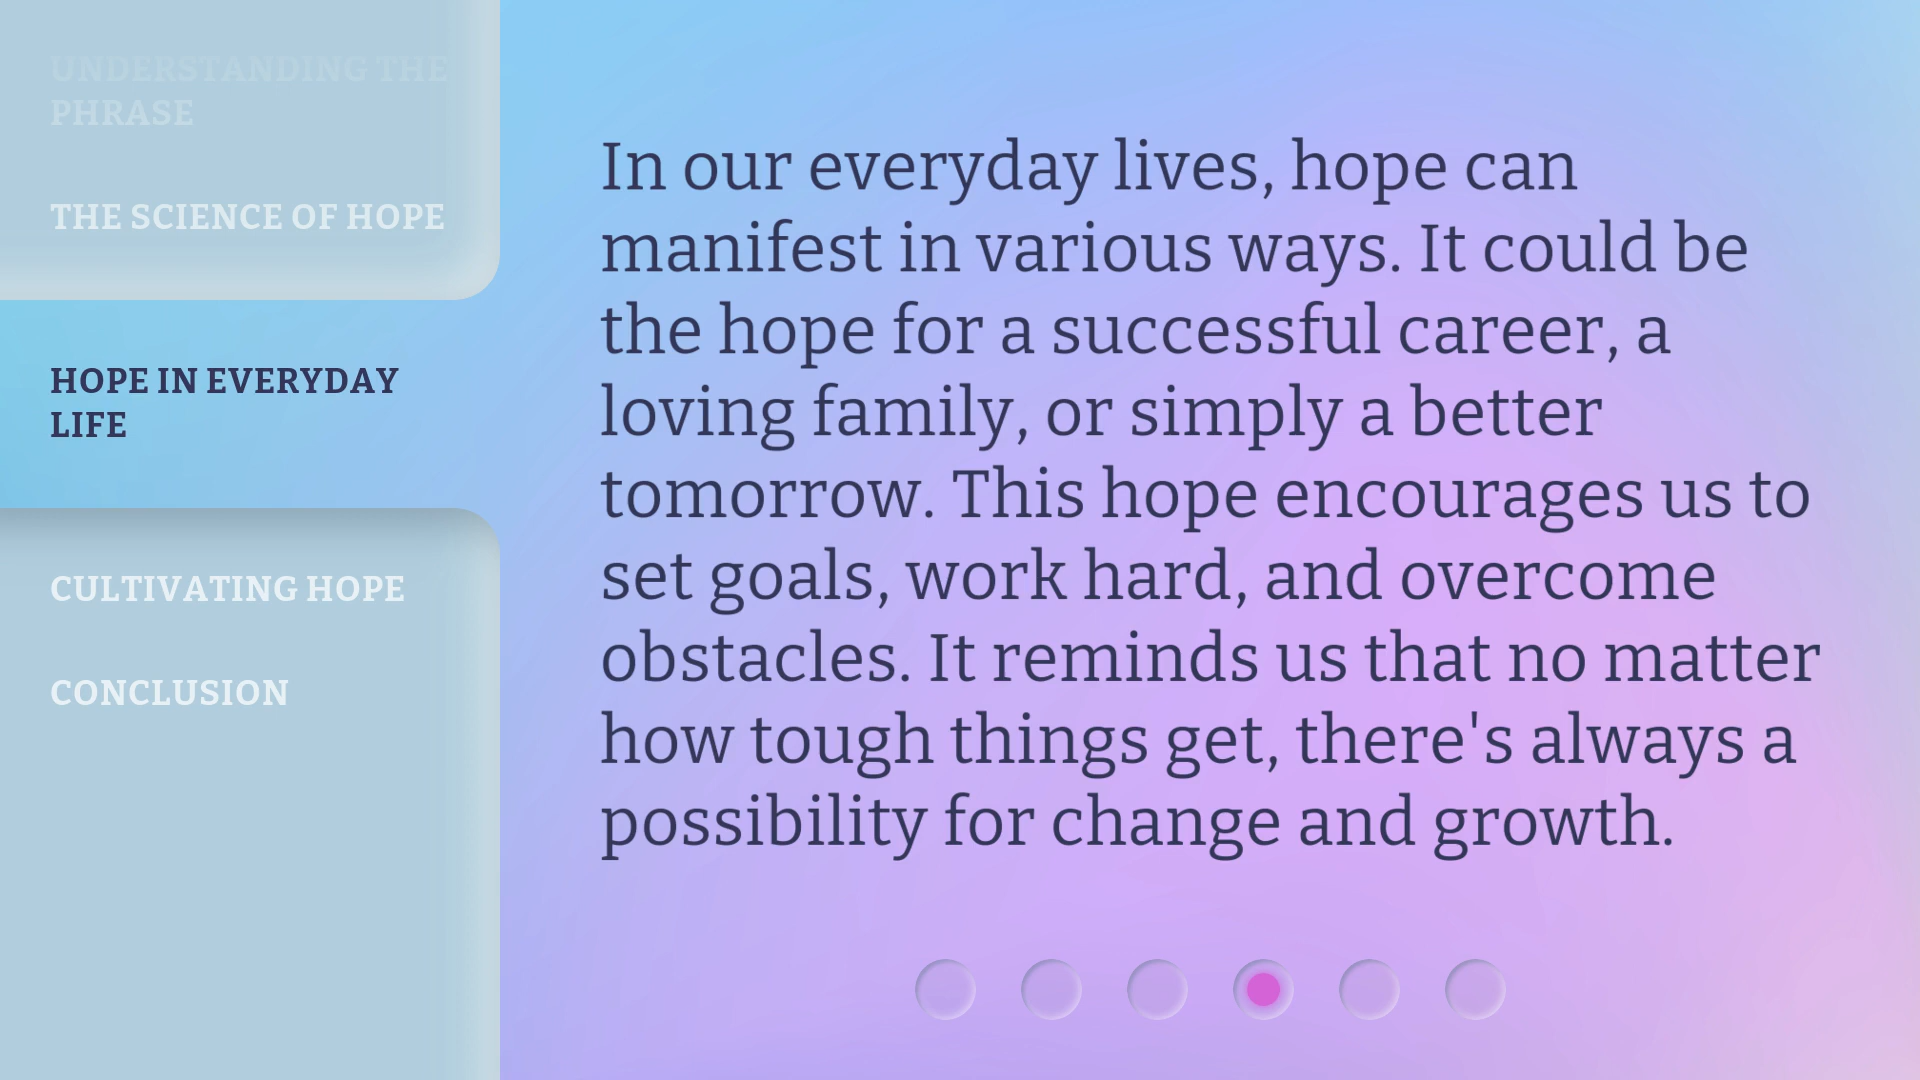 UNDERSTANDING THE
PHRASE
THE SCIENCE OF HOPE
HOPE IN EVERYDAY
LIFE
CULTIVATING HOPE
CONCLUSION
In our everyday lives, hope can
manifest in various ways. It could be
the hope for a successful career, a
loving family, or simply a better
tomorrow. This hope encourages us to
set goals, work hard, and overcome
obstacles. It reminds us that no matter
how tough things get, there's always a
possibility for change and growth.